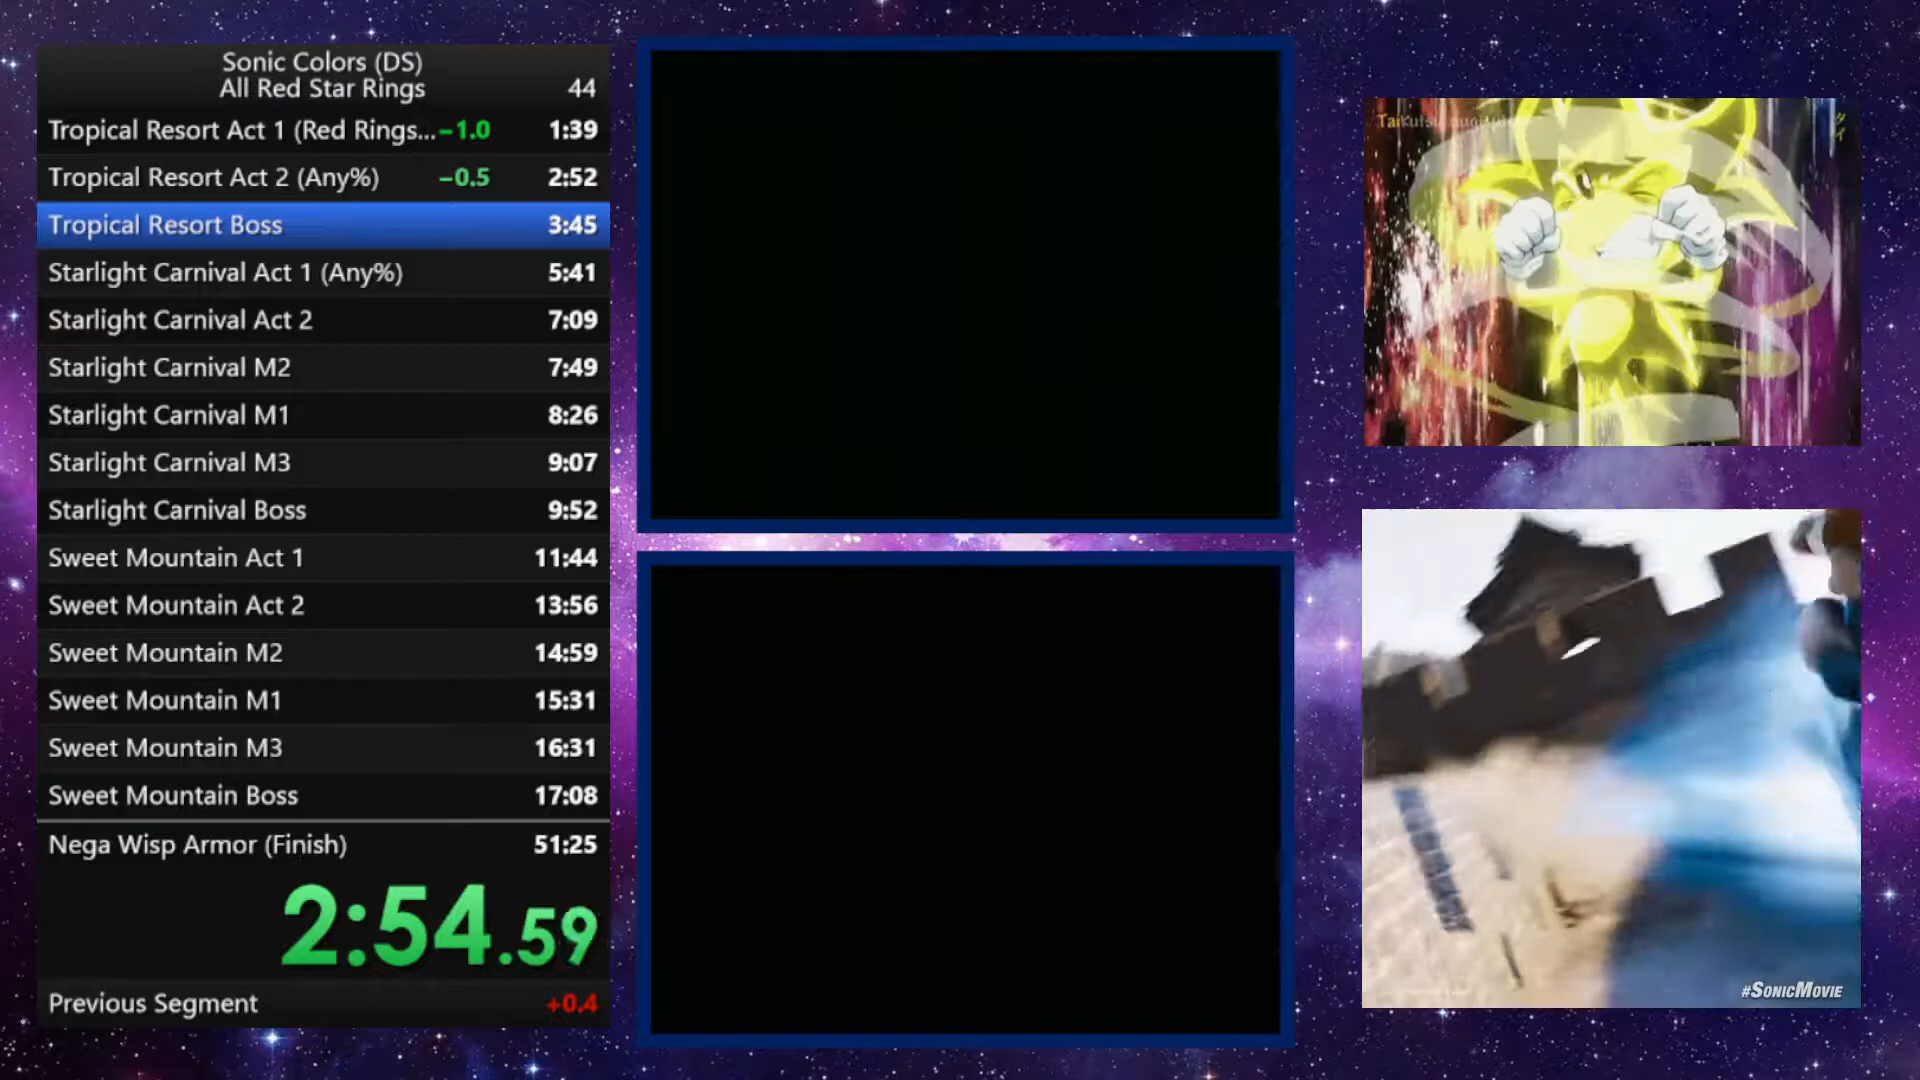 Sonic Colors (DS)
All Red Star Rings 44
Tropical Resort Act 1 (Red Rings... −1.0 1:39
Tropical Resort Act 2 (Any%) −0.5 2:52
Tropical Resort Boss 3:45
Starlight Carnival Act 1 (Any%) 5:41
Starlight Carnival Act 2 7:09
Starlight Carnival M2 7:49
Starlight Carnival M1 8:26
Starlight Carnival M3 9:07
Starlight Carnival Boss 9:52
Sweet Mountain Act 1 11:44
Sweet Mountain Act 2 13:56
Sweet Mountain M2 14:59
Sweet Mountain M1 15:31
Sweet Mountain M3 16:31
Sweet Mountain Boss 17:08
Nega Wisp Armor (Finish) 51:25
2:54.59
Previous Segment +0.4
タイ
#SONICMOVIE